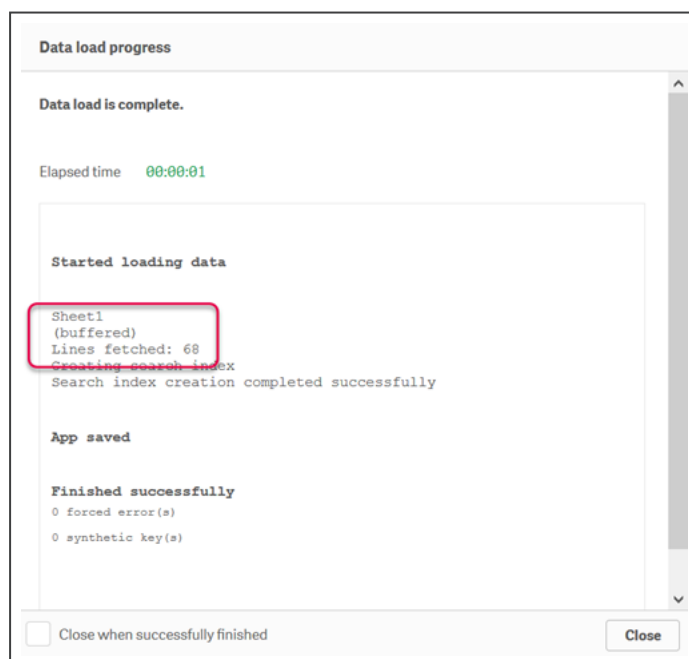 Data load progress
Data load is complete.
Elapsed time 00:00:01
Started loading data
Sheet1
(buffered)
Lines fetched: 68
Creating search index
Search index creation completed successfully
App saved
Finished successfully
0 forced error(s)
0 synthetic key(s)
Close when successfully finished
Close